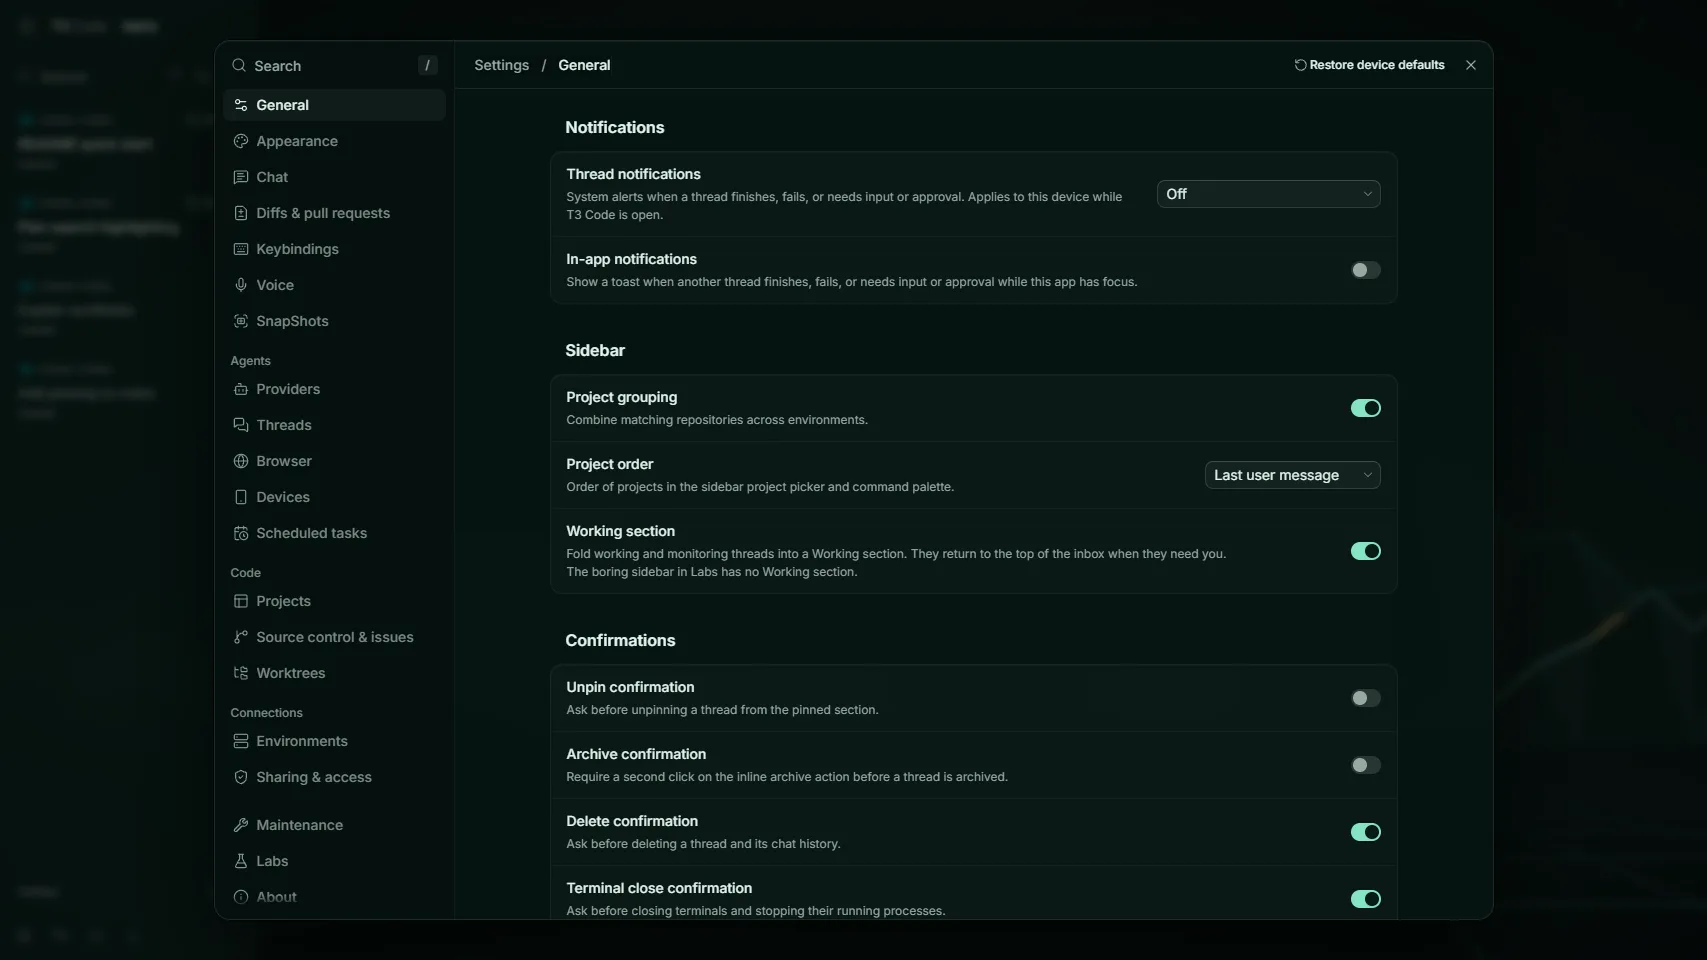 Search /
General
Appearance
Chat
Diffs & pull requests
Keybindings
Voice
SnapShots
Agents
Providers
Threads
Browser
Devices
Scheduled tasks
Code
Projects
Source control & issues
Worktrees
Connections
Environments
Sharing & access
Maintenance
Labs
About
Settings / General
Restore device defaults
Notifications
Thread notifications
System alerts when a thread finishes, fails, or needs input or approval. Applies to this device while
T3 Code is open.
Off
In-app notifications
Show a toast when another thread finishes, fails, or needs input or approval while this app has focus.
Sidebar
Project grouping
Combine matching repositories across environments.
Project order
Order of projects in the sidebar project picker and command palette.
Last user message
Working section
Fold working and monitoring threads into a Working section. They return to the top of the inbox when they need you.
The boring sidebar in Labs has no Working section.
Confirmations
Unpin confirmation
Ask before unpinning a thread from the pinned section.
Archive confirmation
Require a second click on the inline archive action before a thread is archived.
Delete confirmation
Ask before deleting a thread and its chat history.
Terminal close confirmation
Ask before closing terminals and stopping their running processes.